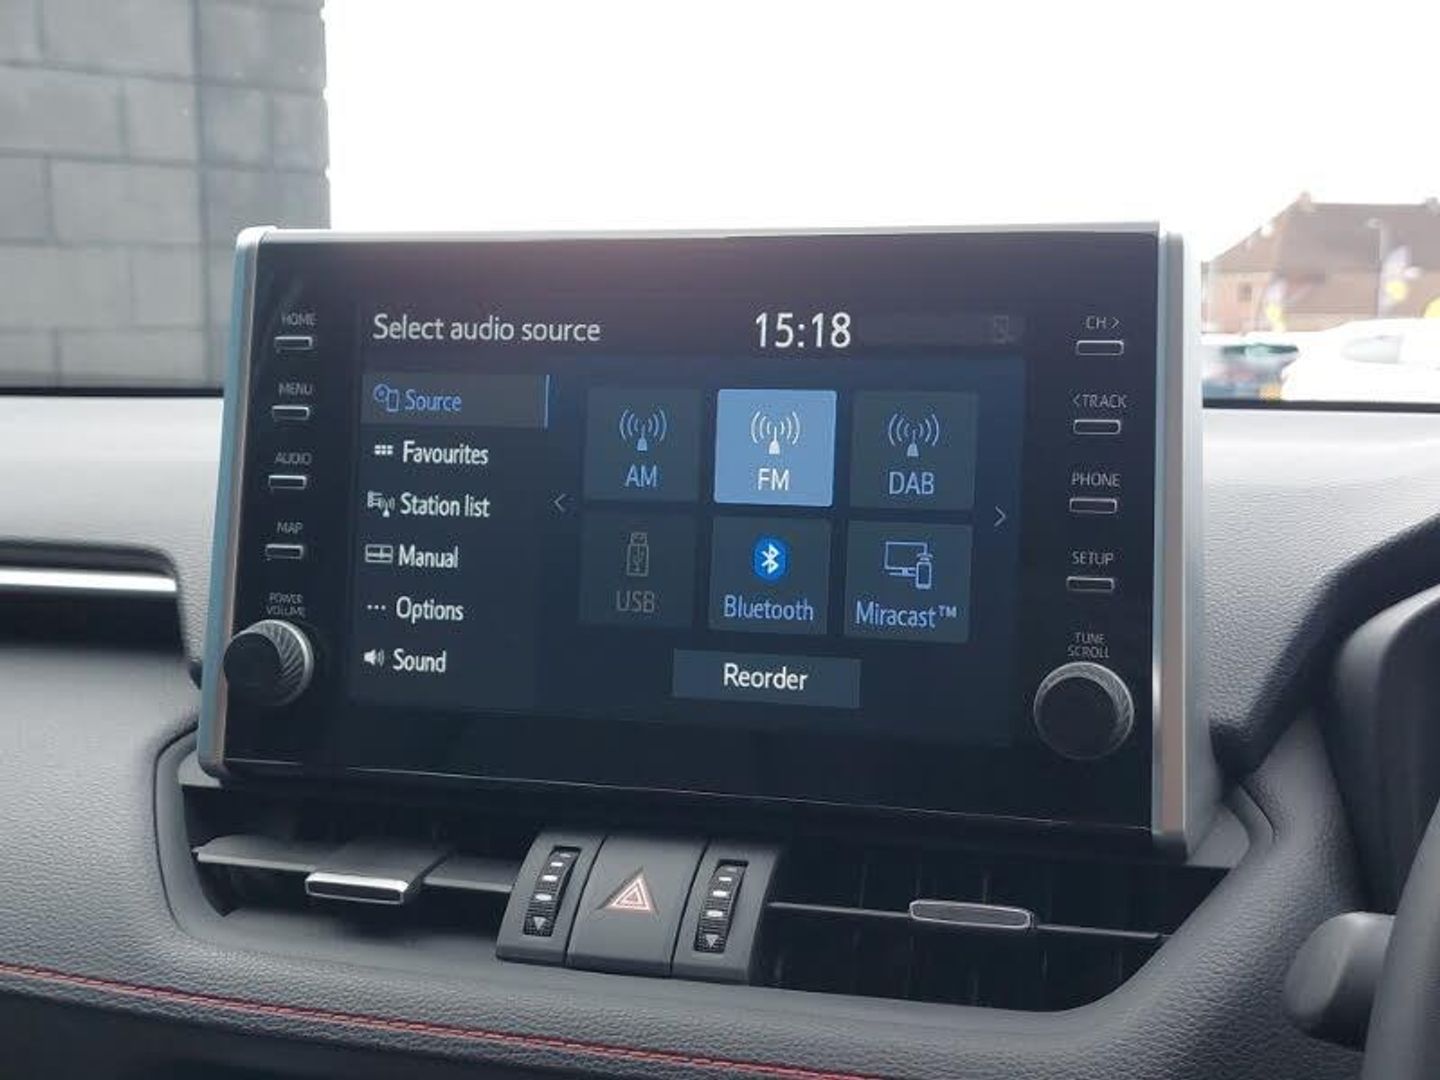 HOME
MENU
AUDIO
MAP
POWER
VOLUME
Select audio source
15:18
Source
Favourites
Station list
Manual
Options
Sound
AM
FM
DAB
USB
Bluetooth
Miracast™
Reorder
CH >
< TRACK
PHONE
SETUP
TUNE
SCROLL